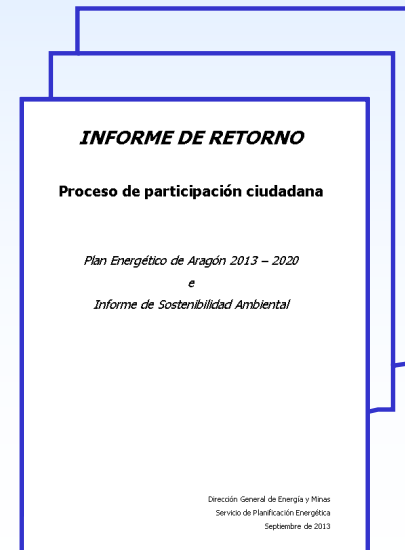 INFORME DE RETORNO
Proceso de participación ciudadana
Plan Energético de Aragón 2013 – 2020
e
Informe de Sostenibilidad Ambiental
Dirección General de Energía y Minas
Servicio de Planificación Energética
Septiembre de 2013